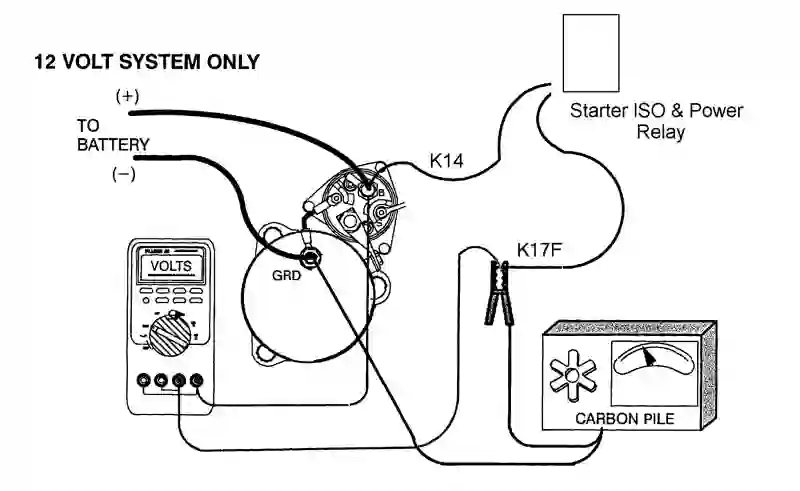 12 VOLT SYSTEM ONLY
(+)
TO
BATTERY
(−)
Starter ISO & Power
Relay
K14
B
S
K17F
VOLTS
GRD
CARBON PILE